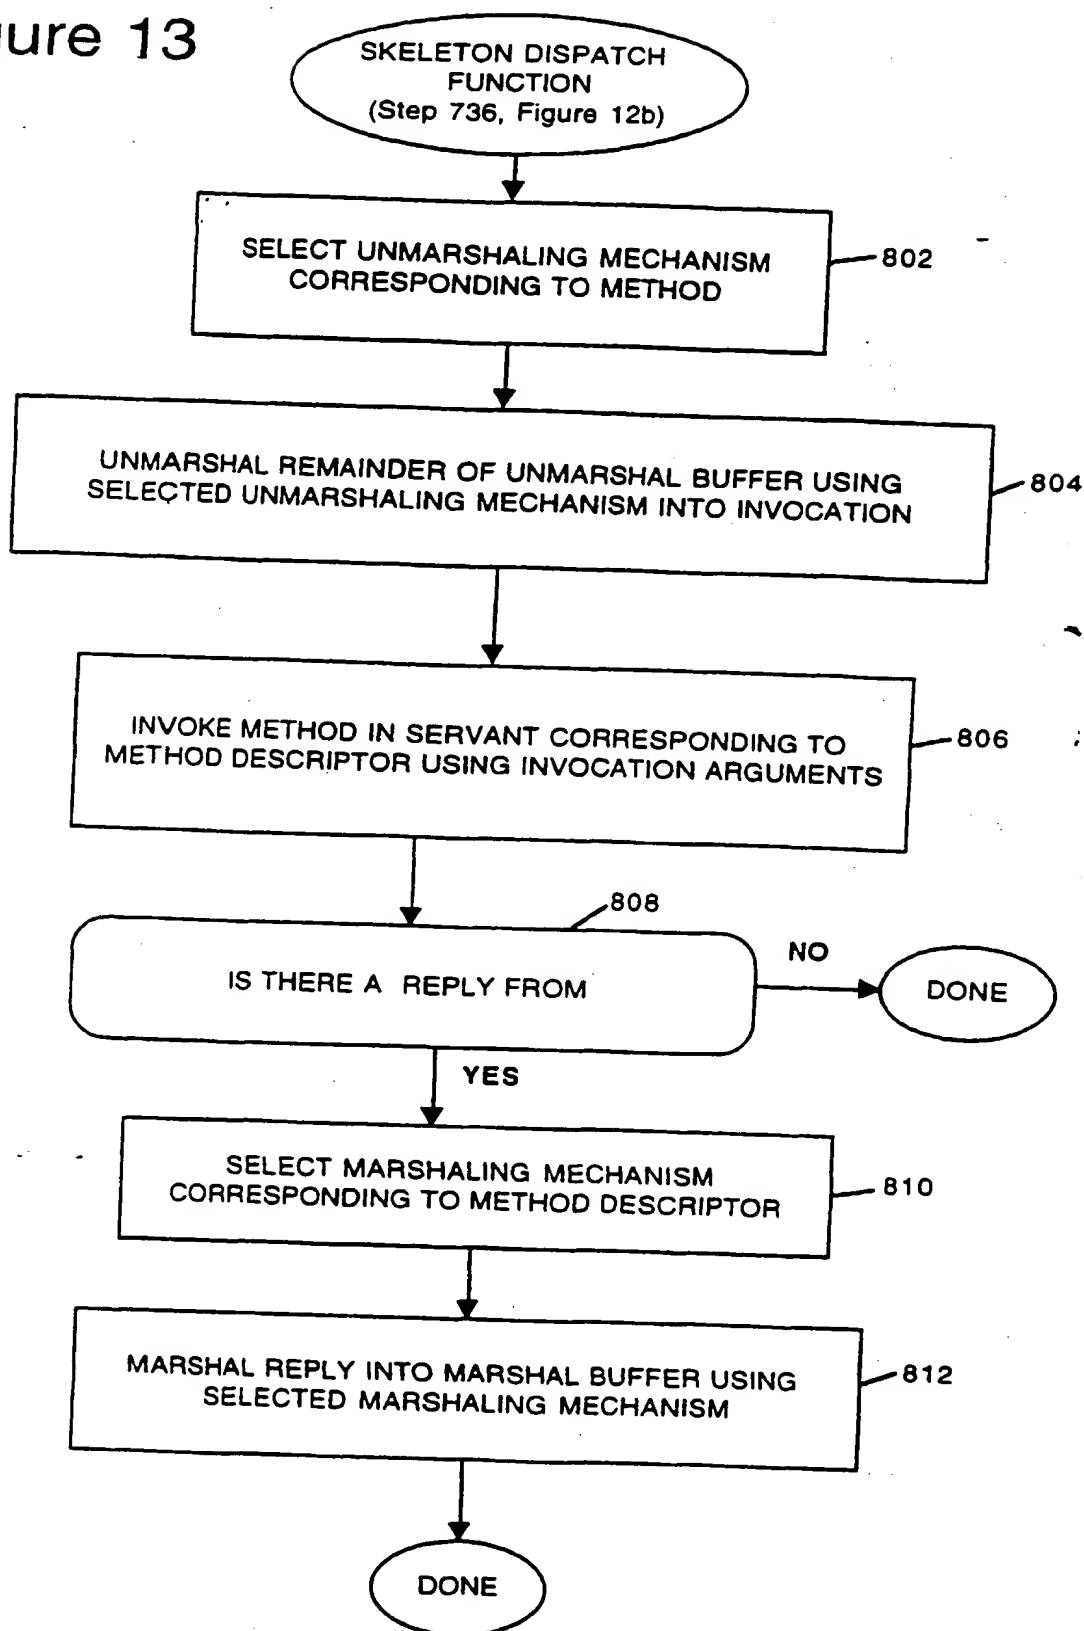 ure 13
SKELETON DISPATCH
FUNCTION
(Step 736, Figure 12b)
SELECT UNMARSHALING MECHANISM
CORRESPONDING TO METHOD
802
UNMARSHAL REMAINDER OF UNMARSHAL BUFFER USING
SELECTED UNMARSHALING MECHANISM INTO INVOCATION
804
INVOKE METHOD IN SERVANT CORRESPONDING TO
METHOD DESCRIPTOR USING INVOCATION ARGUMENTS
806
808
IS THERE A REPLY FROM
NO
DONE
YES
SELECT MARSHALING MECHANISM
CORRESPONDING TO METHOD DESCRIPTOR
810
MARSHAL REPLY INTO MARSHAL BUFFER USING
SELECTED MARSHALING MECHANISM
812
DONE